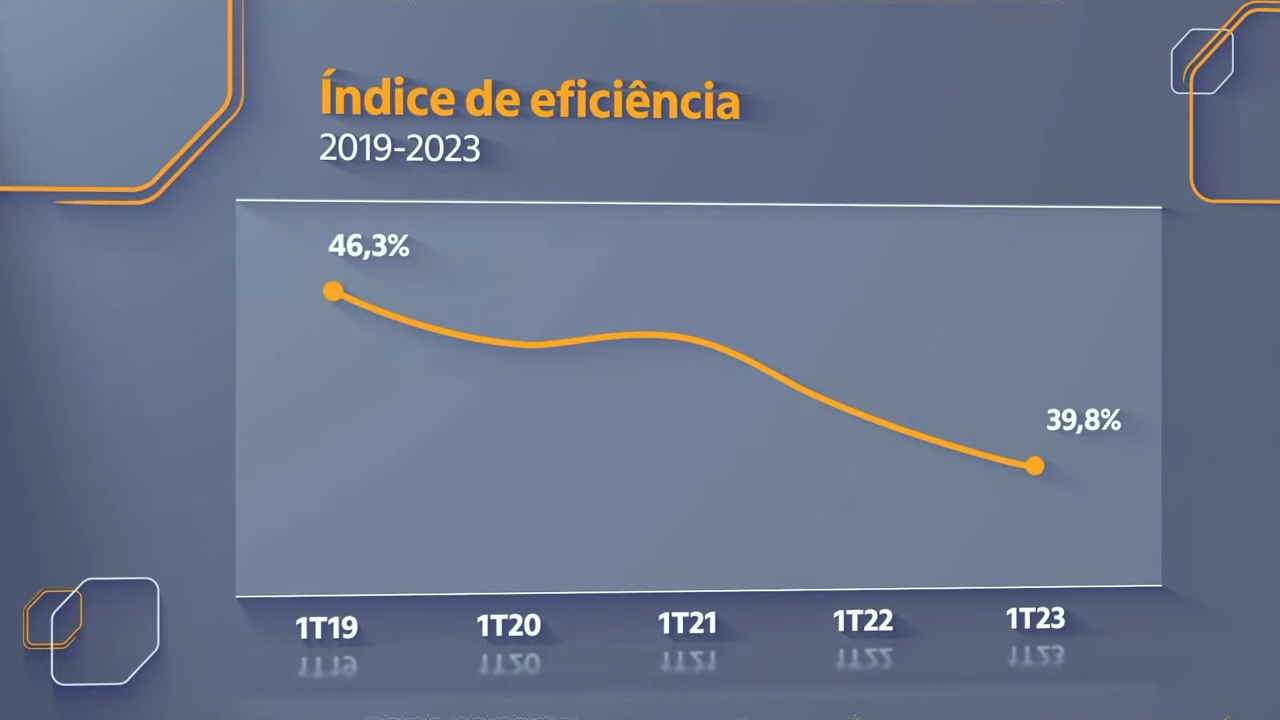 Índice de eficiência
2019-2023
46,3%
39,8%
1T19 1T20 1T21 1T22 1T23